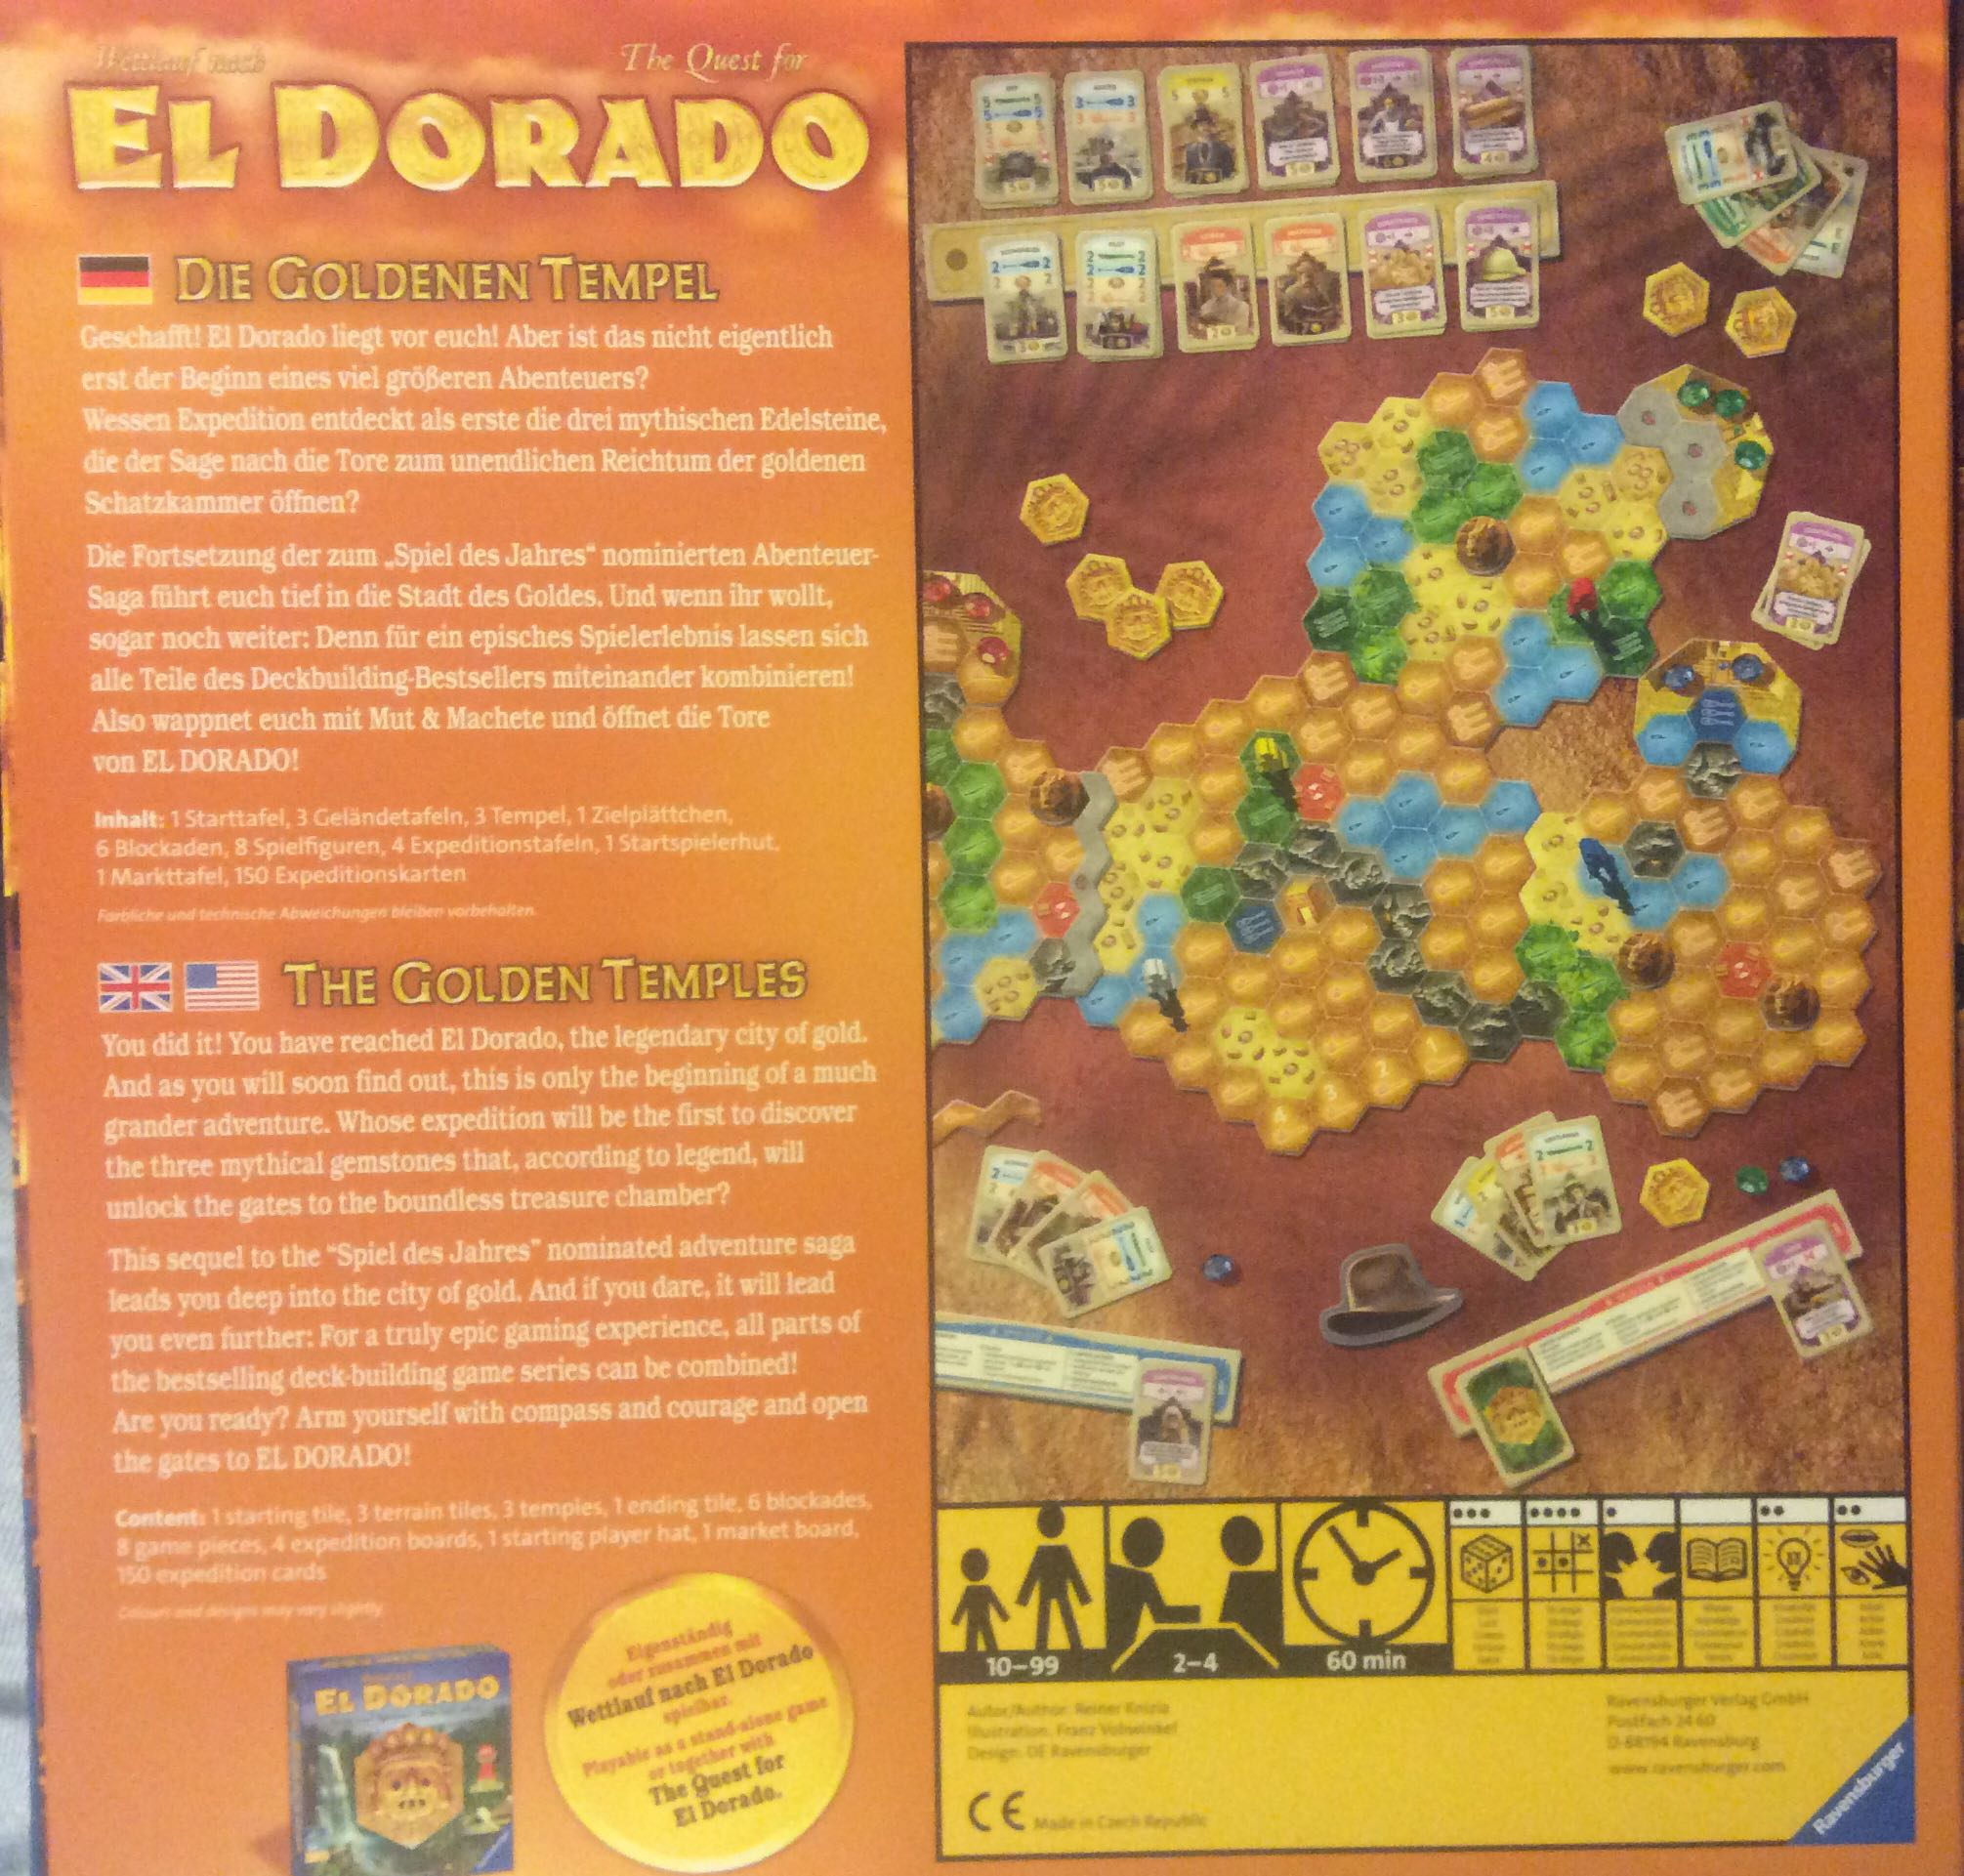 Wettlauf nach
The Quest for
EL DORADO
DIE GOLDENEN TEMPEL
Geschafft! El Dorado liegt vor euch! Aber ist das nicht eigentlich
erst der Beginn eines viel größeren Abenteuers?
Wessen Expedition entdeckt als erste die drei mythischen Edelsteine,
die der Sage nach die Tore zum unendlichen Reichtum der goldenen
Schatzkammer öffnen?
Die Fortsetzung der zum „Spiel des Jahres“ nominierten Abenteuer-
Saga führt euch tief in die Stadt des Goldes. Und wenn ihr wollt,
sogar noch weiter: Denn für ein episches Spielerlebnis lassen sich
alle Teile des Deckbuilding-Bestsellers miteinander kombinieren!
Also wappnet euch mit Mut & Machete und öffnet die Tore
von EL DORADO!
Inhalt: 1 Starttafel, 3 Geländetafeln, 3 Tempel, 1 Zielplättchen,
6 Blockaden, 8 Spielfiguren, 4 Expeditionstafeln, 1 Startspielerhut,
1 Markttafel, 150 Expeditionskarten
Farbliche und technische Abweichungen bleiben vorbehalten.
THE GOLDEN TEMPLES
You did it! You have reached El Dorado, the legendary city of gold.
And as you will soon find out, this is only the beginning of a much
grander adventure. Whose expedition will be the first to discover
the three mythical gemstones that, according to legend, will
unlock the gates to the boundless treasure chamber?
This sequel to the “Spiel des Jahres” nominated adventure saga
leads you deep into the city of gold. And if you dare, it will lead
you even further: For a truly epic gaming experience, all parts of
the bestselling deck-building game series can be combined!
Are you ready? Arm yourself with compass and courage and open
the gates to EL DORADO!
Content: 1 starting tile, 3 terrain tiles, 3 temples, 1 ending tile, 6 blockades,
8 game pieces, 4 expedition boards, 1 starting player hat, 1 market board,
150 expedition cards
Colours and designs may vary slightly.
EL DORADO
Eigenständig
oder zusammen mit
Wettlauf nach El Dorado
spielbar.
Playable as a stand-alone game
or together with
The Quest for
El Dorado.
10–99
2–4
60 min
Autor/Author: Reiner Knizia
Illustration: Franz Vohwinkel
Design: DE Ravensburger
Ravensburger Verlag GmbH
Postfach 24 60
D-88194 Ravensburg
www.ravensburger.com
CE Made in Czech Republic
Ravensburger